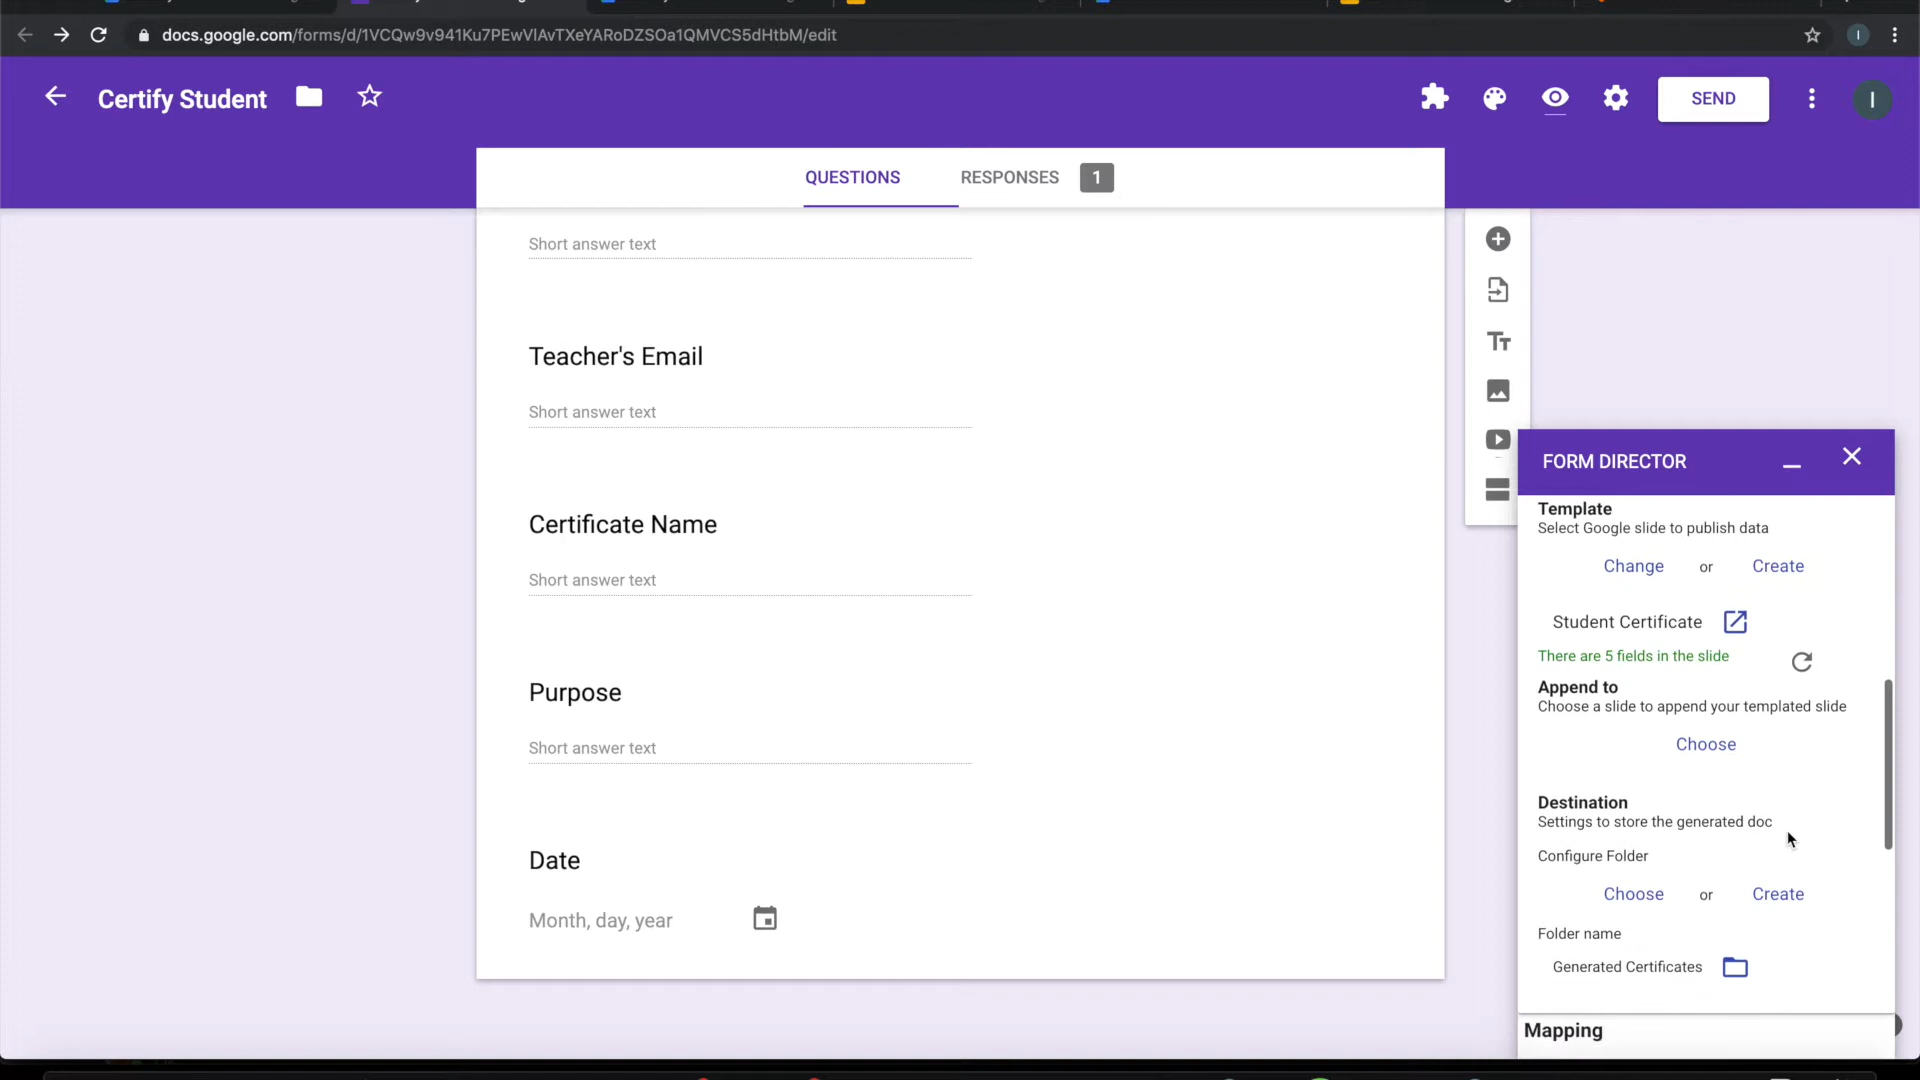 docs.google.com/forms/d/1VCQw9v941Ku7PEwVlAvTXeYARoDZSOa1QMVCS5dHtbM/edit
I
Certify Student
SEND
I
QUESTIONS
RESPONSES
1
Short answer text
Teacher's Email
Short answer text
Certificate Name
Short answer text
Purpose
Short answer text
Date
Month, day, year
FORM DIRECTOR
Template
Select Google slide to publish data
Change or Create
Student Certificate
There are 5 fields in the slide
Append to
Choose a slide to append your templated slide
Choose
Destination
Settings to store the generated doc
Configure Folder
Choose or Create
Folder name
Generated Certificates
Mapping